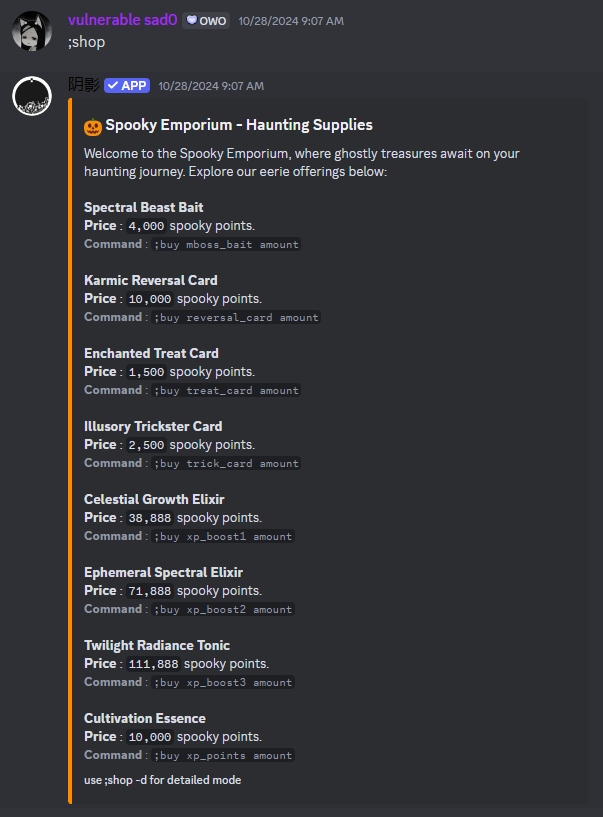 vulnerable sad0 OWO 10/28/2024 9:07 AM
;shop
阴影 APP 10/28/2024 9:07 AM
Spooky Emporium - Haunting Supplies
Welcome to the Spooky Emporium, where ghostly treasures await on your
haunting journey. Explore our eerie offerings below:
Spectral Beast Bait
Price : 4,000 spooky points.
Command : ;buy mboss_bait amount
Karmic Reversal Card
Price : 10,000 spooky points.
Command : ;buy reversal_card amount
Enchanted Treat Card
Price : 1,500 spooky points.
Command : ;buy treat_card amount
Illusory Trickster Card
Price : 2,500 spooky points.
Command : ;buy trick_card amount
Celestial Growth Elixir
Price : 38,888 spooky points.
Command : ;buy xp_boost1 amount
Ephemeral Spectral Elixir
Price : 71,888 spooky points.
Command : ;buy xp_boost2 amount
Twilight Radiance Tonic
Price : 111,888 spooky points.
Command : ;buy xp_boost3 amount
Cultivation Essence
Price : 10,000 spooky points.
Command : ;buy xp_points amount
use ;shop -d for detailed mode